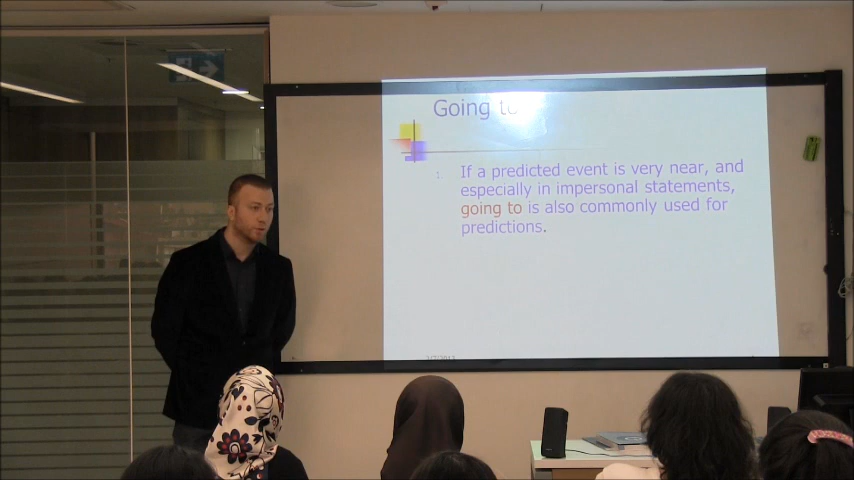 Going to
1. If a predicted event is very near, and
especially in impersonal statements,
going to is also commonly used for
predictions.